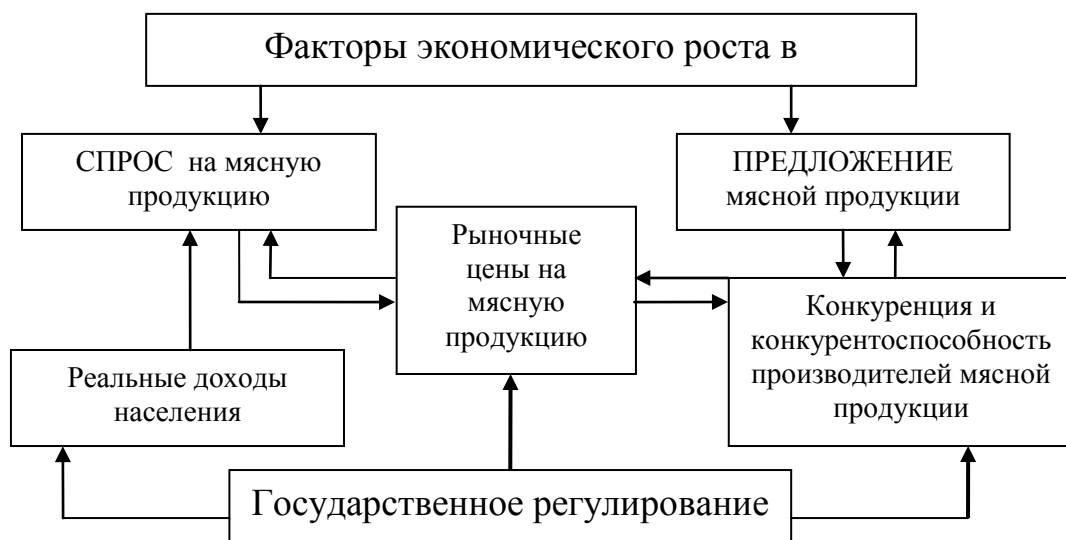 Факторы экономического роста в
СПРОС на мясную
продукцию
ПРЕДЛОЖЕНИЕ
мясной продукции
Рыночные
цены на
мясную
продукцию
Конкуренция и
конкурентоспособность
производителей мясной
продукции
Реальные доходы
населения
Государственное регулирование